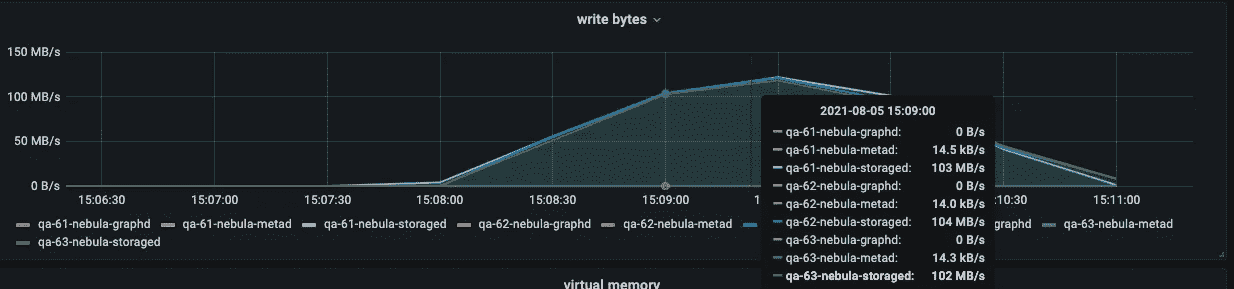 write bytes
150 MB/s
100 MB/s
50 MB/s
0 B/s
15:06:30 15:07:00 15:07:30 15:08:00 15:08:30 15:09:00 1 :10:30 15:11:00
qa-61-nebula-graphd qa-61-nebula-metad qa-61-nebula-storaged qa-62-nebula-graphd qa-62-nebula-metad graphd qa-63-nebula-metad
qa-63-nebula-storaged
2021-08-05 15:09:00
qa-61-nebula-graphd: 0 B/s
qa-61-nebula-metad: 14.5 kB/s
qa-61-nebula-storaged: 103 MB/s
qa-62-nebula-graphd: 0 B/s
qa-62-nebula-metad: 14.0 kB/s
qa-62-nebula-storaged: 104 MB/s
qa-63-nebula-graphd: 0 B/s
qa-63-nebula-metad: 14.3 kB/s
qa-63-nebula-storaged: 102 MB/s
virtual memory